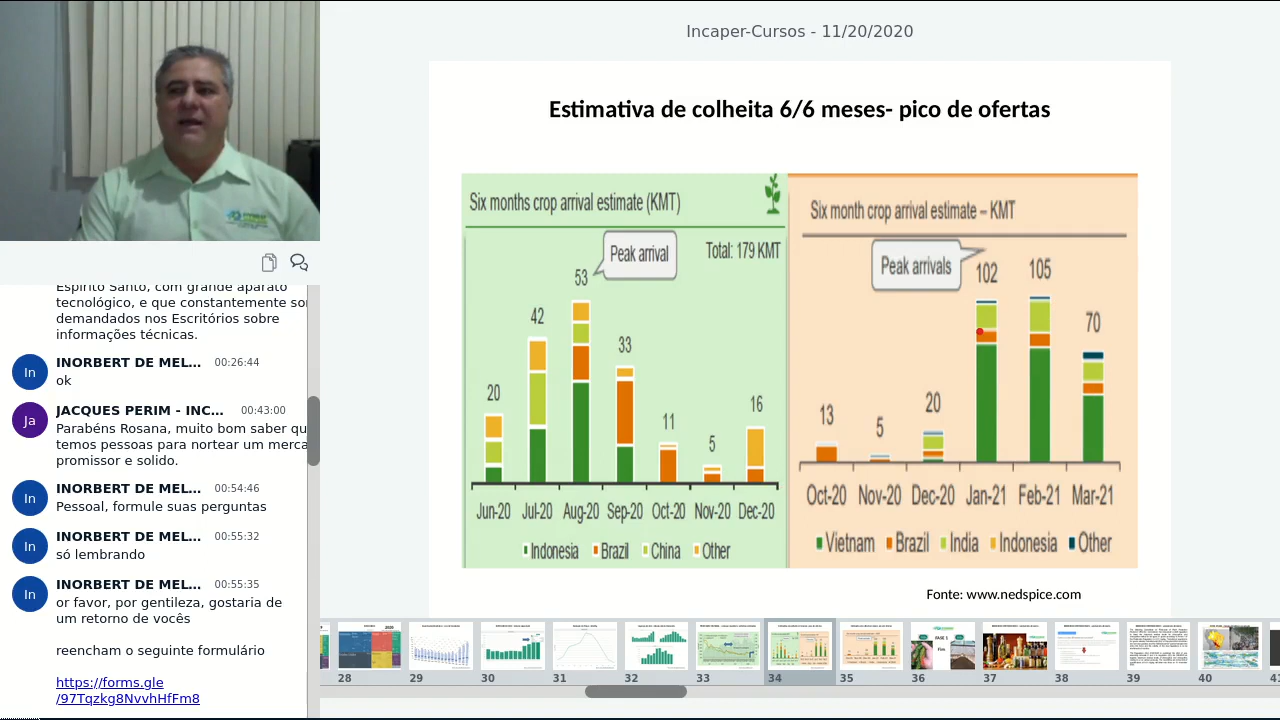 Incaper-Cursos - 11/20/2020
Estimativa de colheita 6/6 meses- pico de ofertas
Six months crop arrival estimate (KMT)
Peak arrival
Total: 179 KMT
20
42
53
33
11
5
16
Jun-20 Jul-20 Aug-20 Sep-20 Oct-20 Nov-20 Dec-20
Indonesia Brazil China Other
Six month crop arrival estimate – KMT
Peak arrivals
13
5
20
102
105
70
Oct-20 Nov-20 Dec-20 Jan-21 Feb-21 Mar-21
Vietnam Brazil India Indonesia Other
Fonte: www.nedspice.com
Espírito Santo, com grande aparato
tecnológico, e que constantemente so
demandados nos Escritórios sobre
informações técnicas.
In
INORBERT DE MEL... 00:26:44
ok
Ja
JACQUES PERIM - INC... 00:43:00
Parabéns Rosana, muito bom saber qu
temos pessoas para nortear um merca
promissor e solido.
In
INORBERT DE MEL... 00:54:46
Pessoal, formule suas perguntas
In
INORBERT DE MEL... 00:55:32
só lembrando
In
INORBERT DE MEL... 00:55:35
or favor, por gentileza, gostaria de
um retorno de vocês
reencham o seguinte formulário
https://forms.gle
/97Tqzkg8NvvhHfFm8
28 29 30 31 32 33 34 35 36 37 38 39 40 41